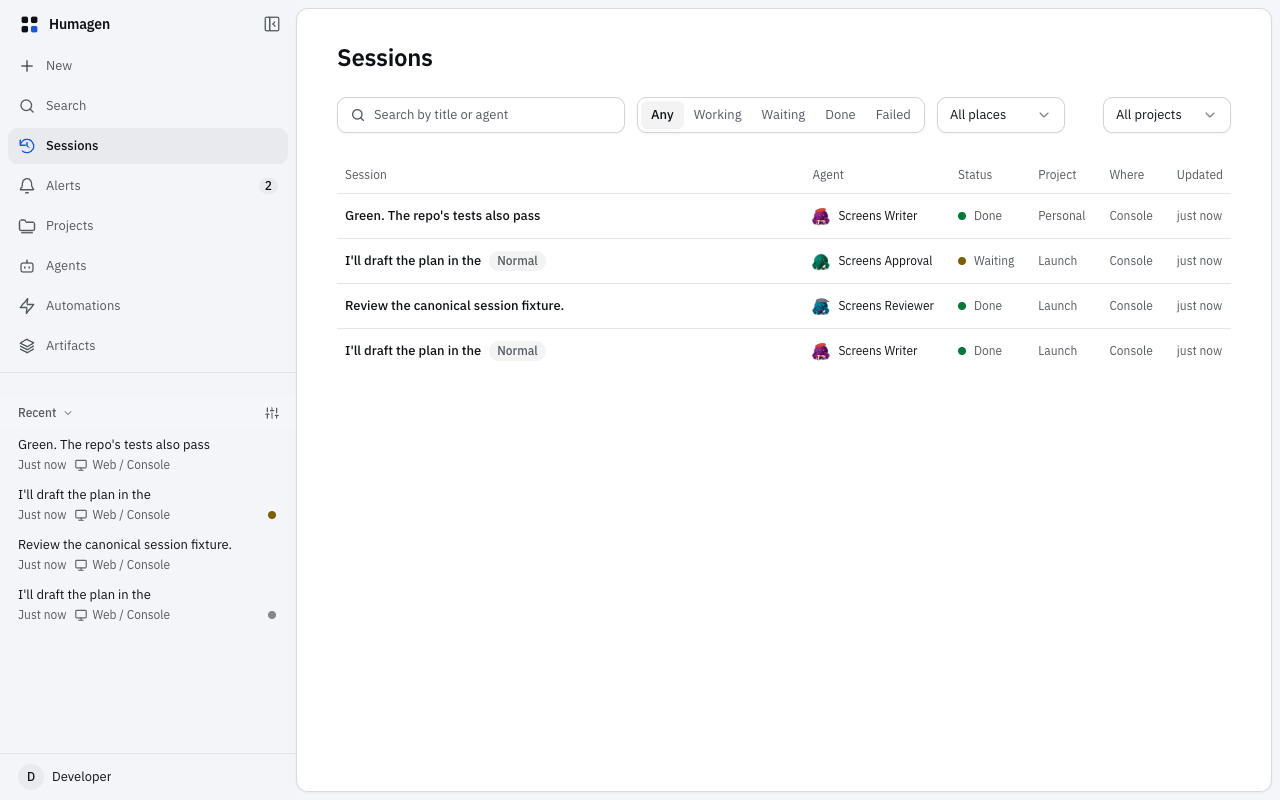 Humagen
New
Search
Sessions
Alerts 2
Projects
Agents
Automations
Artifacts
Recent
Green. The repo's tests also pass
Just now Web / Console
I'll draft the plan in the
Just now Web / Console
Review the canonical session fixture.
Just now Web / Console
I'll draft the plan in the
Just now Web / Console
D Developer
Sessions
Search by title or agent Any Working Waiting Done Failed All places All projects
Session Agent Status Project Where Updated
Green. The repo's tests also pass Screens Writer Done Personal Console just now
I'll draft the plan in the Normal Screens Approval Waiting Launch Console just now
Review the canonical session fixture. Screens Reviewer Done Launch Console just now
I'll draft the plan in the Normal Screens Writer Done Launch Console just now